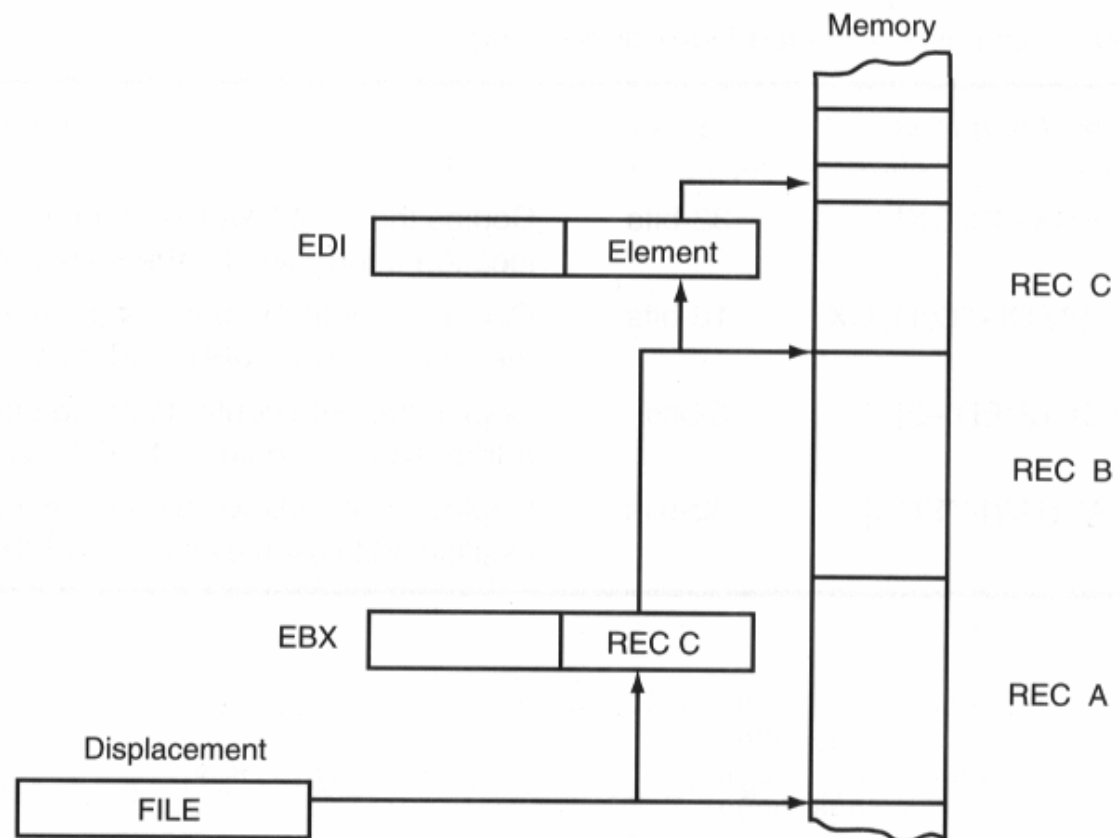 Memory
EDI
Element
REC C
REC B
EBX
REC C
REC A
Displacement
FILE